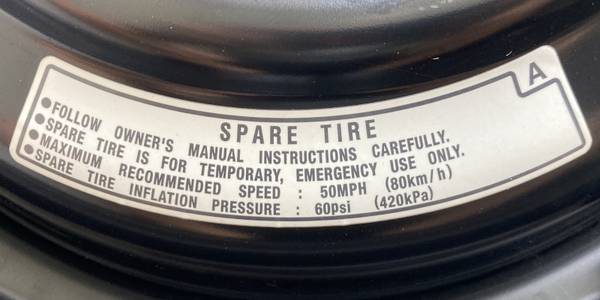 A
SPARE TIRE
●FOLLOW OWNER'S MANUAL INSTRUCTIONS CAREFULLY.
●SPARE TIRE IS FOR TEMPORARY, EMERGENCY USE ONLY.
●MAXIMUM RECOMMENDED SPEED : 50MPH (80km/h)
●SPARE TIRE INFLATION PRESSURE : 60psi (420kPa)